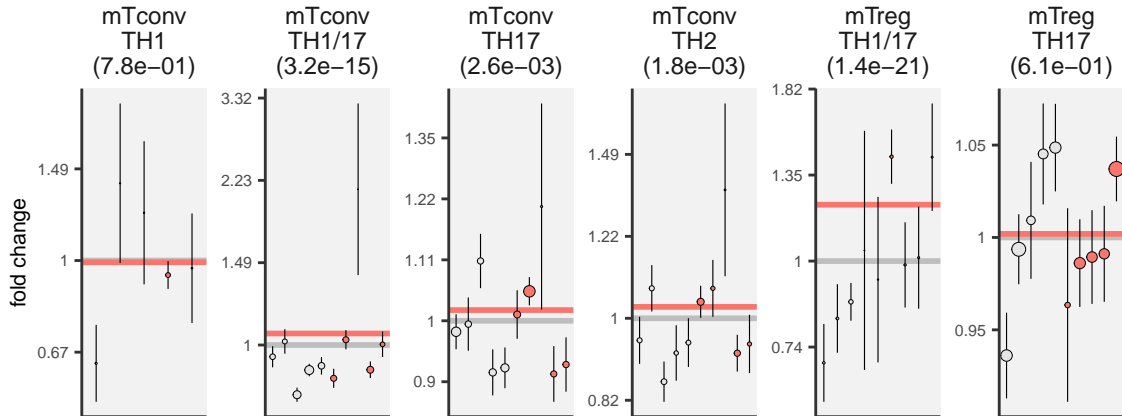 mTconv
TH1
(7.8e−01)
mTconv
TH1/17
(3.2e−15)
mTconv
TH17
(2.6e−03)
mTconv
TH2
(1.8e−03)
mTreg
TH1/17
(1.4e−21)
mTreg
TH17
(6.1e−01)
fold change
1.49
1
0.67
3.32
2.23
1.49
1
1.35
1.22
1.11
1
0.9
1.49
1.22
1
0.82
1.82
1.35
1
0.74
1.05
1
0.95